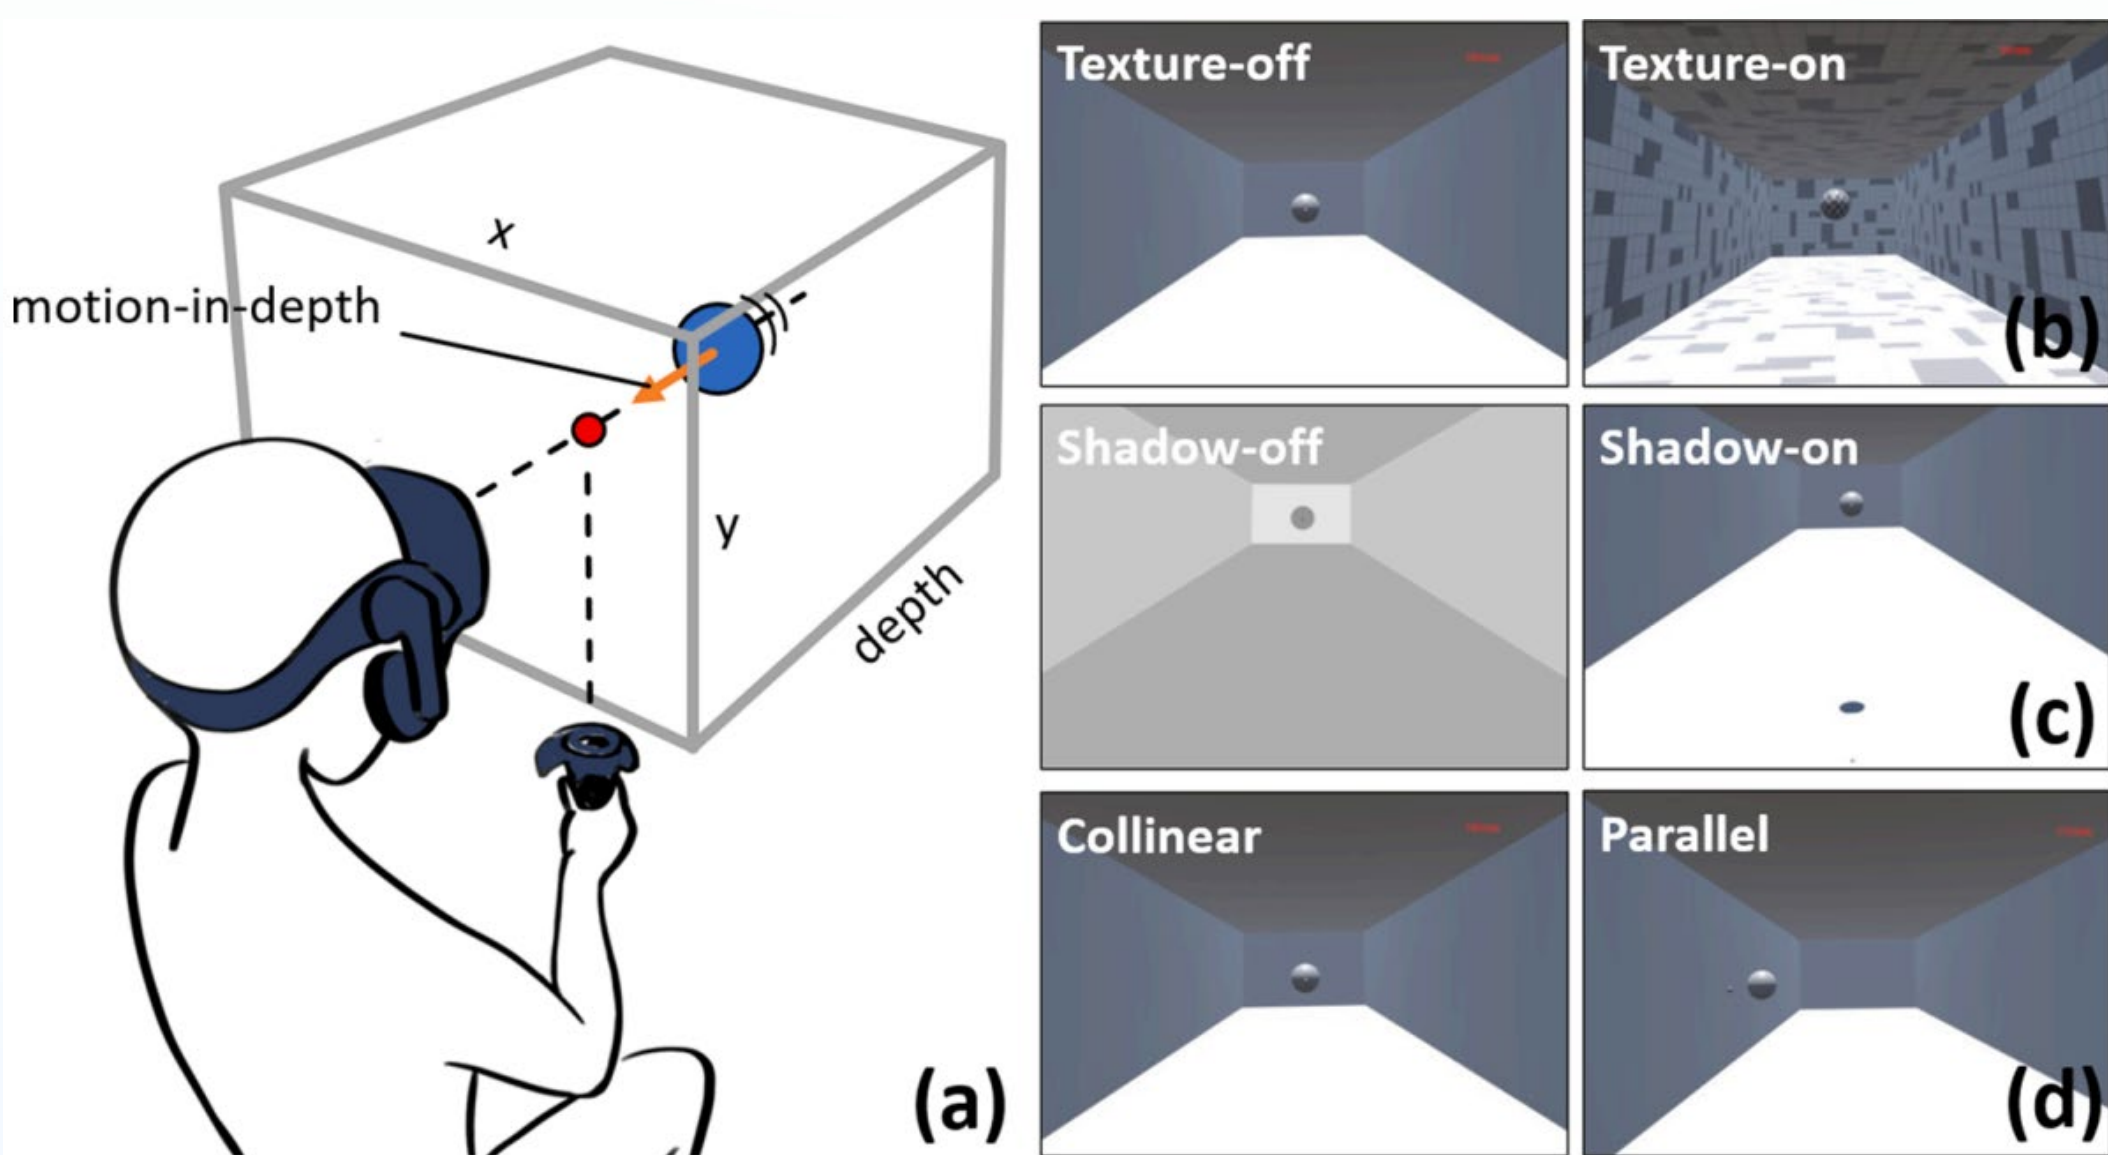 x
motion-in-depth
y
depth
(a)
Texture-off
Texture-on
(b)
Shadow-off
Shadow-on
(c)
Collinear
Parallel
(d)